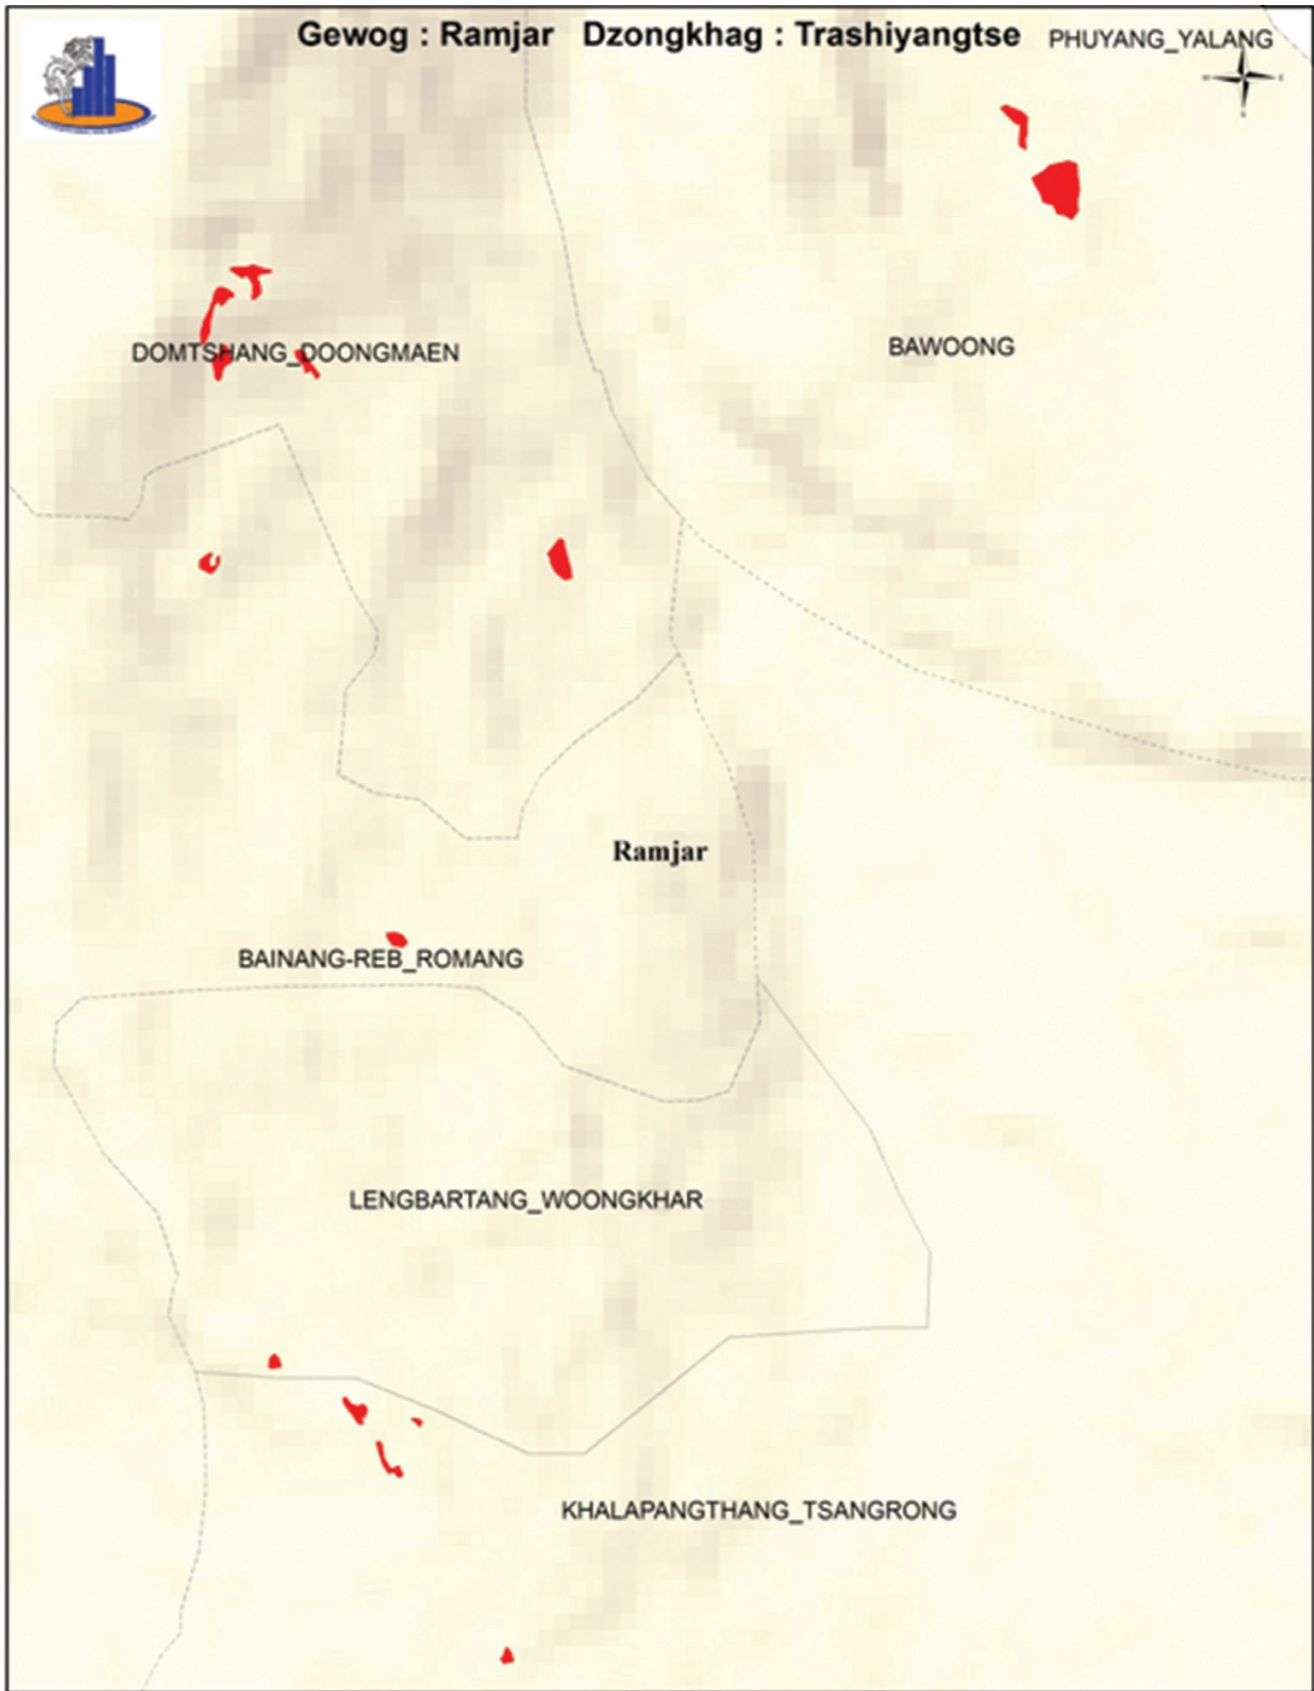 Gewog : Ramjar Dzongkhag : Trashiyangtse
PHUYANG_YALANG
BAWOONG
DOMTSHANG_DOONGMAEN
Ramjar
BAINANG-REB_ROMANG
LENGBARTANG_WOONGKHAR
KHALAPANGTHANG_TSANGRONG